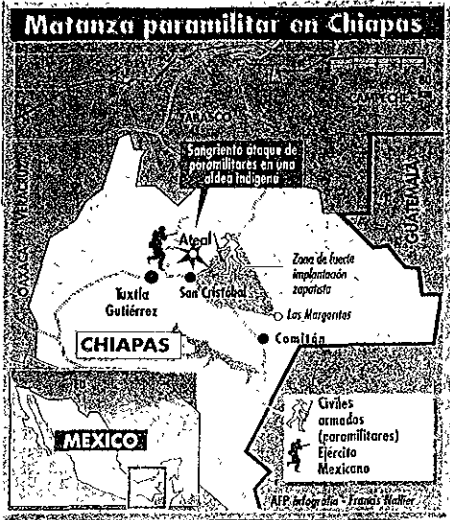 Matanza paramilitar en Chiapas
TABASCO
CAMPECHE
VERACRUZ
Sangriento ataque de
paramilitares en una
aldea indígena
GUATEMALA
OAXACA
Acteal
Zona de fuerte
implantación
zapatista
Tuxtla
Gutiérrez
San Cristóbal
Las Margaritas
Comitán
CHIAPAS
MEXICO
Civiles
armados
(paramilitares)
Ejército
Mexicano
AFP Infografía - Francis Nallier